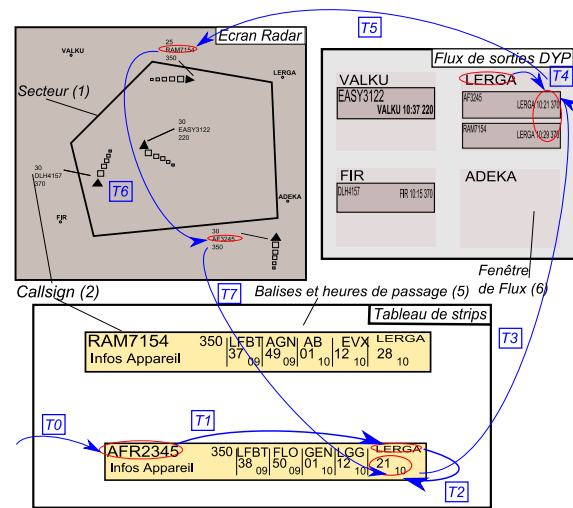 T5
Ecran Radar
25
RAM7154
350
VALKU
LERGA
Secteur (1)
30
EASY3122
220
30
DLH4157
370
T6
ADEKA
FIR
30
AF3245
350
Flux de sorties DYP
T4
VALKU
EASY3122
VALKU 10:37 220
LERGA
AF3245
LERGA 10:21 370
RAM7154
LERGA 10:29 370
FIR
DLH4157
FIR 10:15 370
ADEKA
Fenêtre
de Flux (6)
Callsign (2)
T7
Balises et heures de passage (5)
Tableau de strips
T3
RAM7154
Infos Appareil
350
LFBT AGN AB EVX LERGA
37 09 49 09 01 10 12 10 28 10
T0
T1
AFR2345
Infos Appareil
350
LFBT FLO GEN LGG LERGA
38 09 50 09 01 10 12 10 21 10
T2